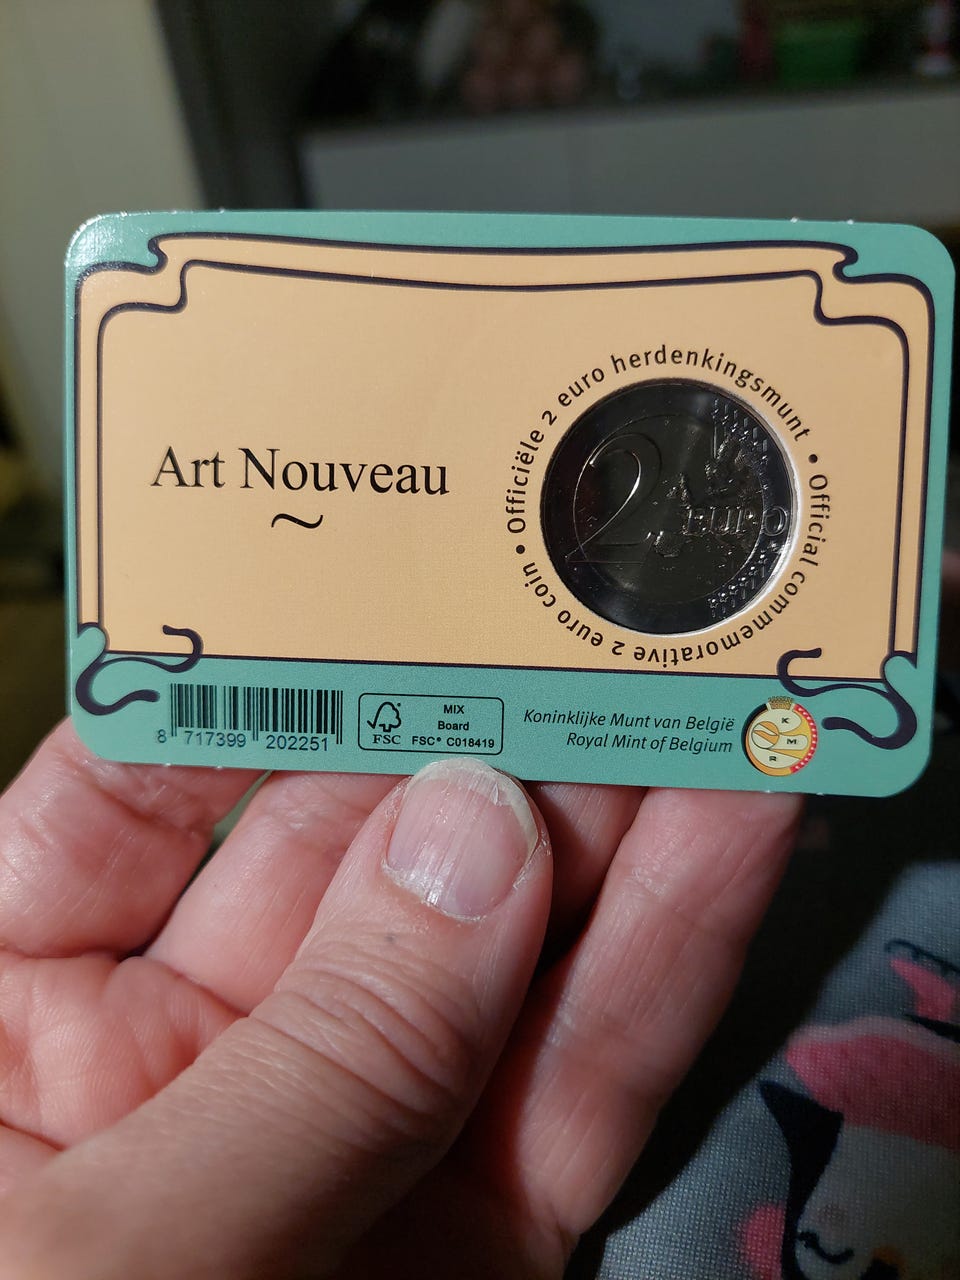 Art Nouveau
~
• Officiële 2 euro herdenkingsmunt • Official commemorative 2 euro coin
2 EURO
8 717399 202251
FSC
MIX
Board
FSC® C018419
Koninklijke Munt van België
Royal Mint of Belgium
K
M
R